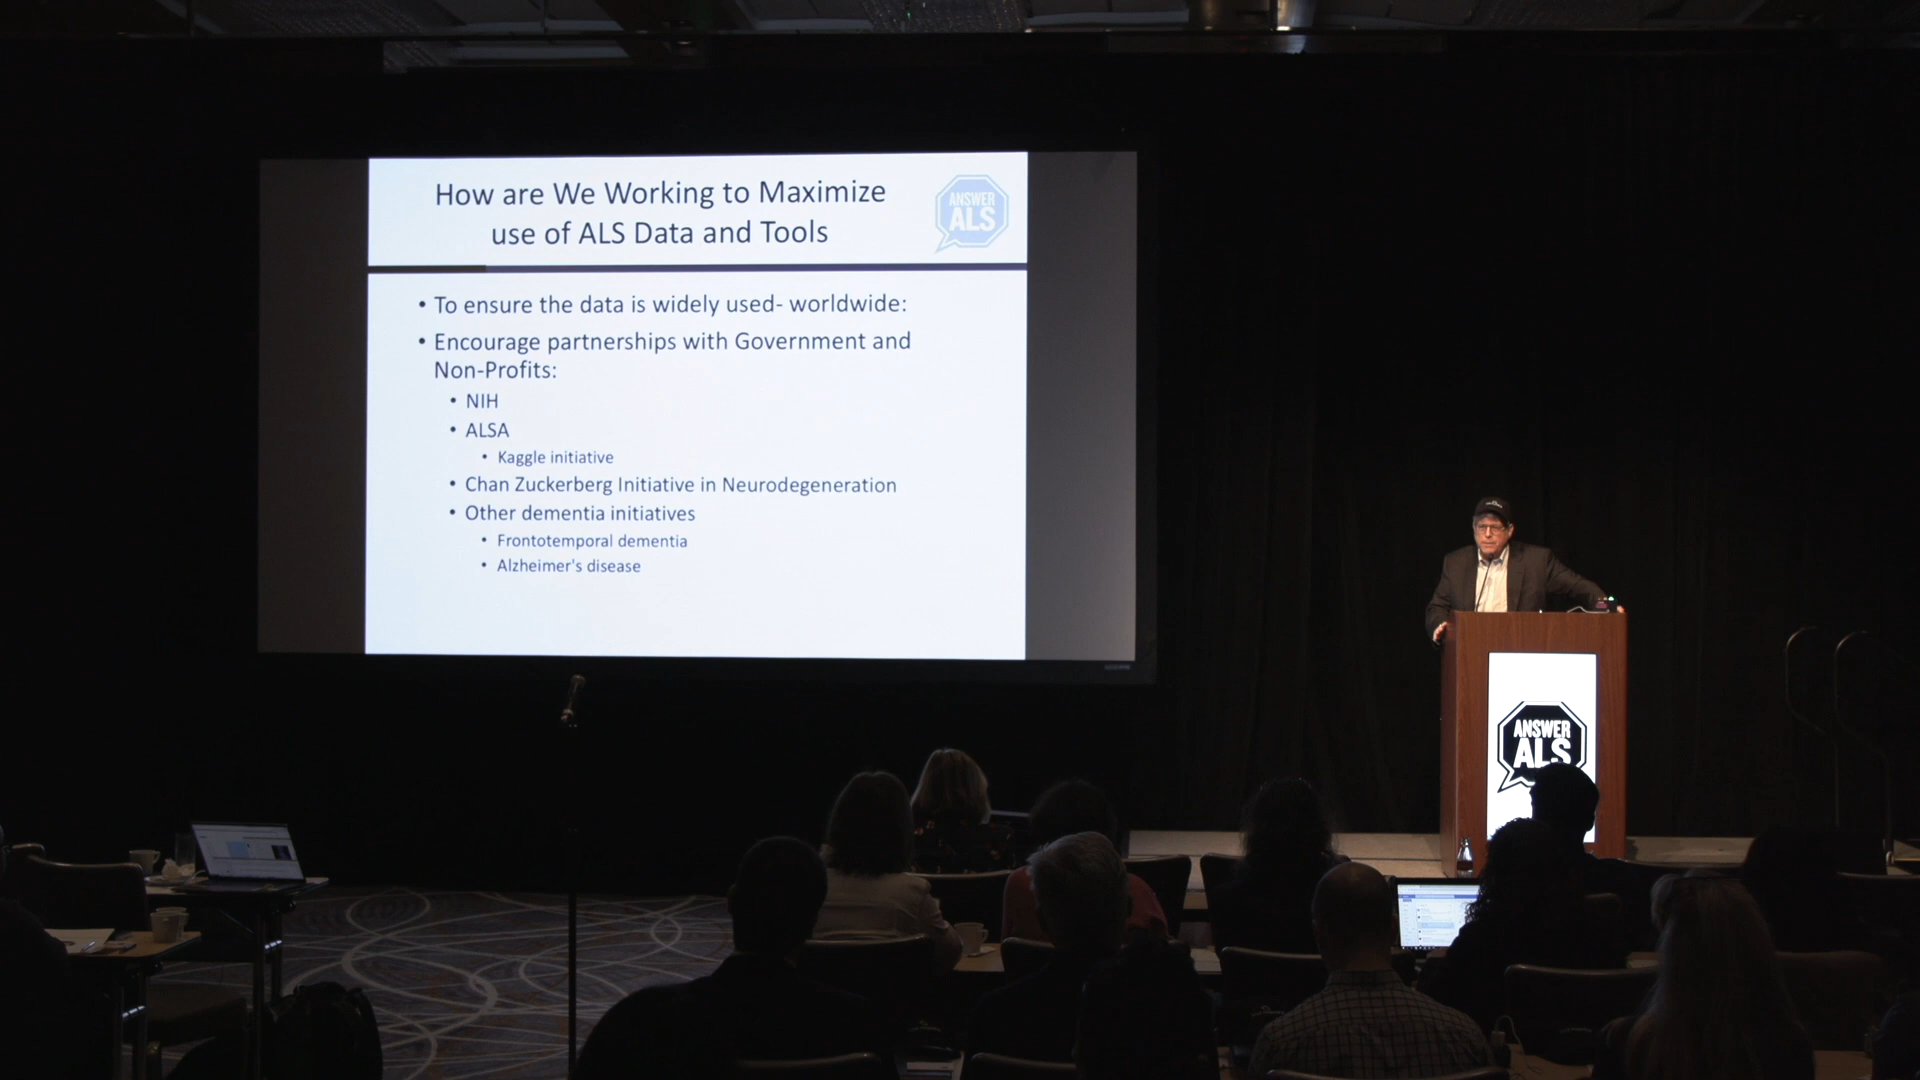 How are We Working to Maximize
use of ALS Data and Tools
ANSWER
ALS
• To ensure the data is widely used- worldwide:
• Encourage partnerships with Government and
Non-Profits:
• NIH
• ALSA
• Kaggle initiative
• Chan Zuckerberg Initiative in Neurodegeneration
• Other dementia initiatives
• Frontotemporal dementia
• Alzheimer's disease
ANSWER
ALS